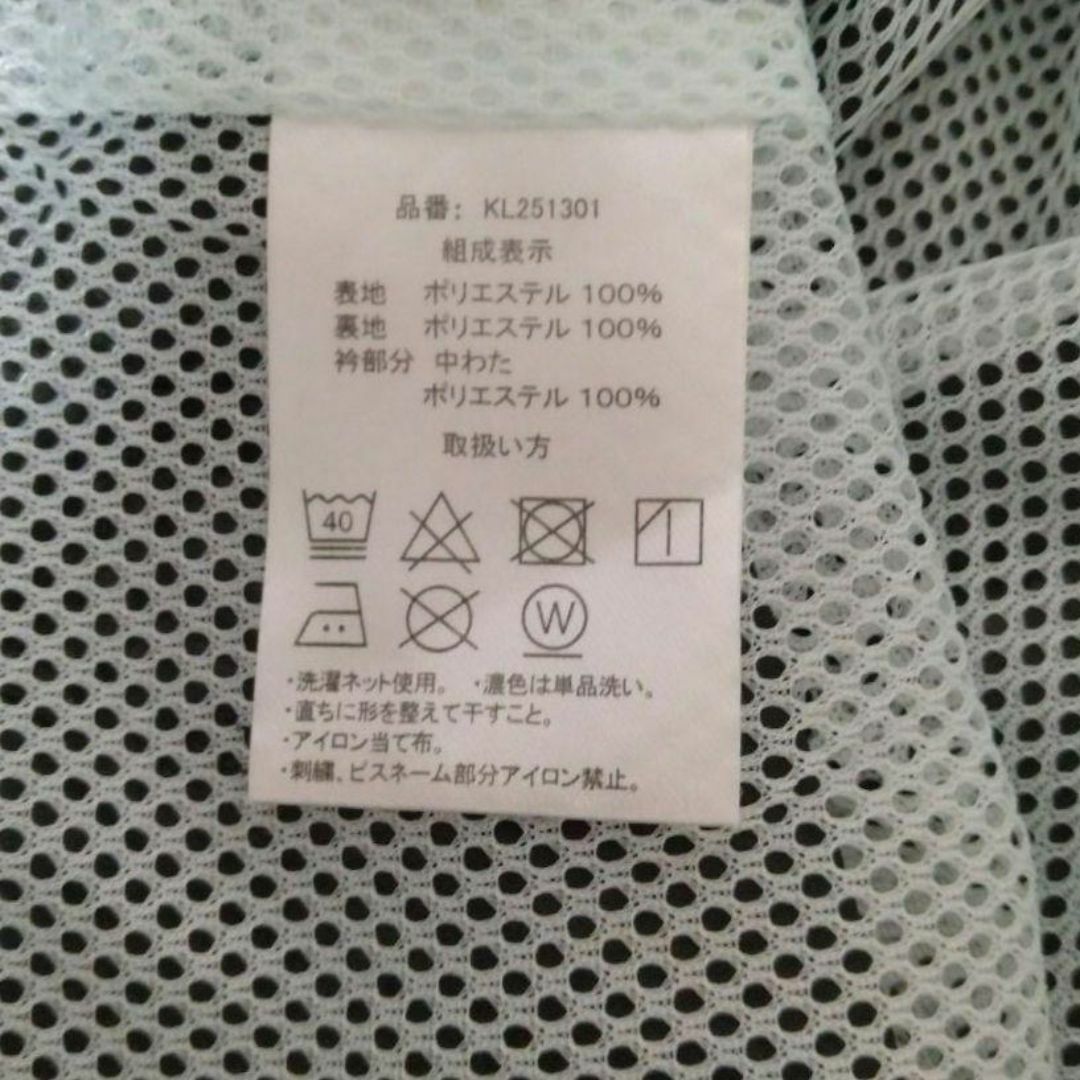 品番: KL251301
組成表示
表地 ポリエステル 100%
裏地 ポリエステル 100%
衿部分 中わた
ポリエステル 100%
取扱い方
40
W
・洗濯ネット使用。 ・濃色は単品洗い。
・直ちに形を整えて干すこと。
・アイロン当て布。
・刺繍、ピスネーム部分アイロン禁止。